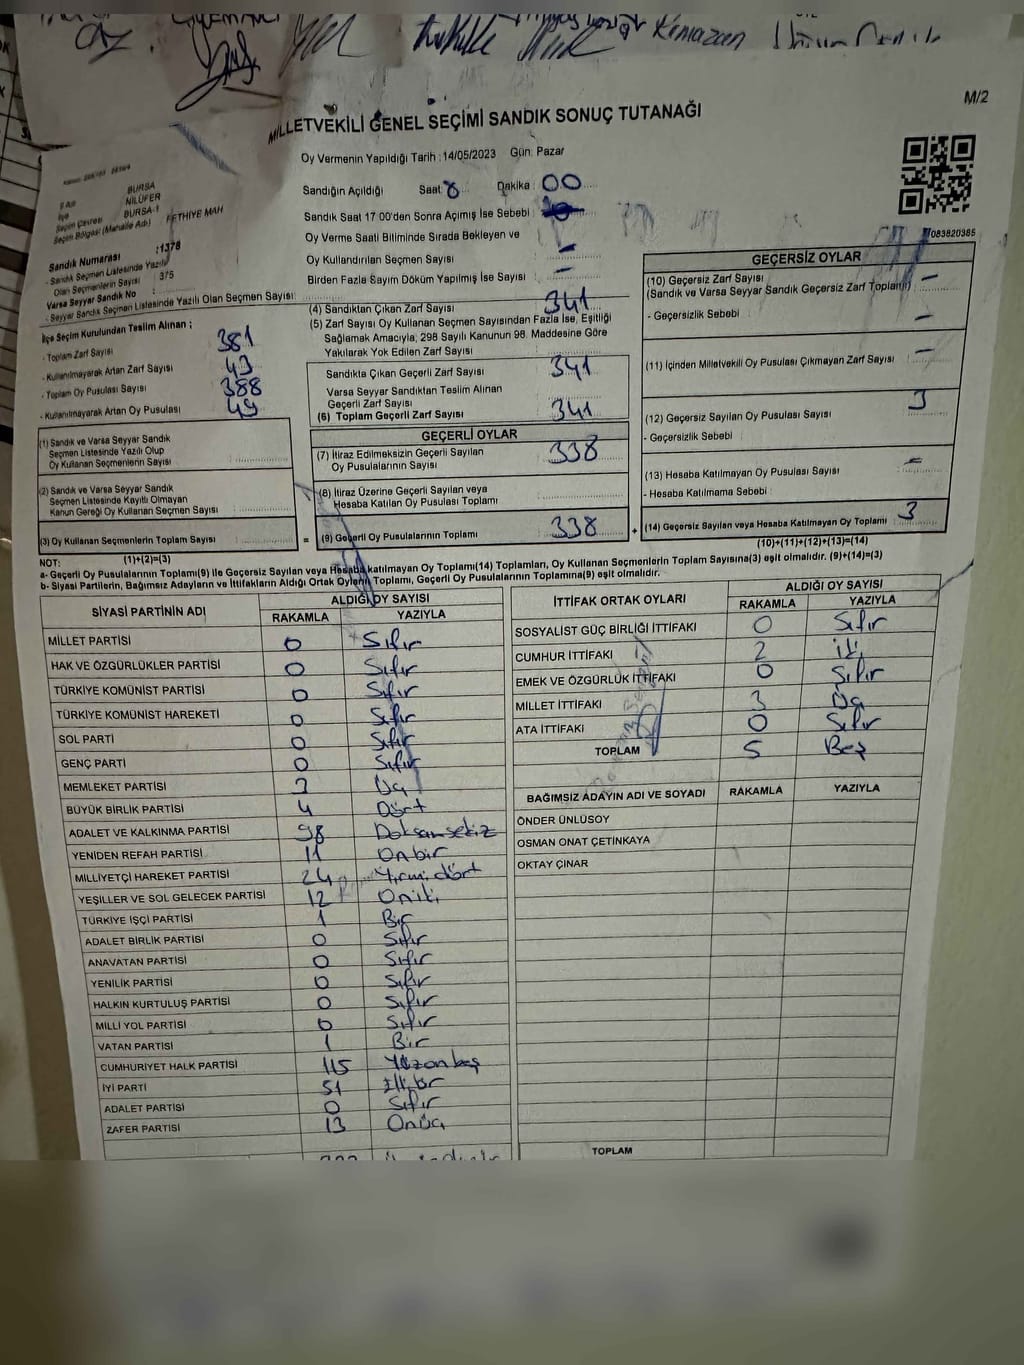 M/2
MİLLETVEKİLİ GENEL SEÇİMİ SANDIK SONUÇ TUTANAĞI
Oy Vermenin Yapıldığı Tarih : 14/05/2023 Gün: Pazar
Sandığın Açıldığı Saat 8 Dakika : 00
Sandık Saat 17:00'den Sonra Açımış İse Sebebi :
Oy Verme Saati Bitiminde Sırada Bekleyen ve
Oy Kullandırılan Seçmen Sayısı : -
Birden Fazla Sayım Döküm Yapılmış İse Sayısı : -
İli BURSA
İlçe NİLÜFER
Seçim Çevresi BURSA-1
Seçim Bölgesi (Mahalle Adı) FETHİYE MAH
Sandık Numarası :1378
- Sandık Seçmen Listesinde Yazılı
Olan Seçmenlerin Sayısı : 375
Varsa Seyyar Sandık No :
- Seyyar Sandık Seçmen Listesinde Yazılı Olan Seçmen Sayısı:
İlçe Seçim Kurulundan Teslim Alınan ;
- Toplam Zarf Sayısı 381
- Kullanılmayarak Artan Zarf Sayısı 43
- Toplam Oy Pusulası Sayısı 388
- Kullanılmayarak Artan Oy Pusulası 49
(1) Sandık ve Varsa Seyyar Sandık
Seçmen Listesinde Yazılı Olup
Oy Kullanan Seçmenlerin Sayısı :
(2) Sandık ve Varsa Seyyar Sandık
Seçmen Listesinde Kayıtlı Olmayan
Kanun Gereği Oy Kullanan Seçmen Sayısı :
(3) Oy Kullanan Seçmenlerin Toplam Sayısı :
(1)+(2)=(3)
(4) Sandıktan Çıkan Zarf Sayısı 341
(5) Zarf Sayısı Oy Kullanan Seçmen Sayısından Fazla İse, Eşitliği
Sağlamak Amacıyla; 298 Sayılı Kanunun 98. Maddesine Göre
Yakılarak Yok Edilen Zarf Sayısı :
Sandıkta Çıkan Geçerli Zarf Sayısı 341
Varsa Seyyar Sandıktan Teslim Alınan
Geçerli Zarf Sayısı
(6) Toplam Geçerli Zarf Sayısı 341
GEÇERLİ OYLAR
(7) İtiraz Edilmeksizin Geçerli Sayılan
Oy Pusulalarının Sayısı 338
(8) İtiraz Üzerine Geçerli Sayılan veya
Hesaba Katılan Oy Pusulası Toplamı :
= (9) Geçerli Oy Pusulalarının Toplamı 338 +
083820385
GEÇERSİZ OYLAR
(10) Geçersiz Zarf Sayısı -
(Sandık ve Varsa Seyyar Sandık Geçersiz Zarf Toplamı)
- Geçersizlik Sebebi : -
(11) İçinden Milletvekili Oy Pusulası Çıkmayan Zarf Sayısı : -
(12) Geçersiz Sayılan Oy Pusulası Sayısı 3
- Geçersizlik Sebebi :
(13) Hesaba Katılmayan Oy Pusulası Sayısı -
- Hesaba Katılmama Sebebi :
(14) Geçersiz Sayılan veya Hesaba Katılmayan Oy Toplamı : 3
(10)+(11)+(12)+(13)=(14)
NOT:
a- Geçerli Oy Pusulalarının Toplamı(9) ile Geçersiz Sayılan veya Hesaba katılmayan Oy Toplamı(14) Toplamları, Oy Kullanan Seçmenlerin Toplam Sayısına(3) eşit olmalıdır. (9)+(14)=(3)
b- Siyasi Partilerin, Bağımsız Adayların ve İttifakların Aldığı Ortak Oyların Toplamı, Geçerli Oy Pusulalarının Toplamına(9) eşit olmalıdır.
SİYASİ PARTİNİN ADI ALDIĞI OY SAYISI
RAKAMLA YAZIYLA
MİLLET PARTİSİ 0 Sıfır
HAK VE ÖZGÜRLÜKLER PARTİSİ 0 Sıfır
TÜRKİYE KOMÜNİST PARTİSİ 0 Sıfır
TÜRKİYE KOMÜNİST HAREKETİ 0 Sıfır
SOL PARTİ 0 Sıfır
GENÇ PARTİ 0 Sıfır
MEMLEKET PARTİSİ 3 Üç
BÜYÜK BİRLİK PARTİSİ 4 Dört
ADALET VE KALKINMA PARTİSİ 98 Doksansekiz
YENİDEN REFAH PARTİSİ 11 Onbir
MİLLİYETÇİ HAREKET PARTİSİ 24 Yirmidört
YEŞİLLER VE SOL GELECEK PARTİSİ 12 Oniki
TÜRKİYE İŞÇİ PARTİSİ 1 Bir
ADALET BİRLİK PARTİSİ 0 Sıfır
ANAVATAN PARTİSİ 0 Sıfır
YENİLİK PARTİSİ 0 Sıfır
HALKIN KURTULUŞ PARTİSİ 0 Sıfır
MİLLİ YOL PARTİSİ 0 Sıfır
VATAN PARTİSİ 1 Bir
CUMHURİYET HALK PARTİSİ 115 Yüzonbeş
İYİ PARTİ 51 Ellibir
ADALET PARTİSİ 0 Sıfır
ZAFER PARTİSİ 13 Onüç
İTTİFAK ORTAK OYLARI ALDIĞI OY SAYISI
RAKAMLA YAZIYLA
SOSYALİST GÜÇ BİRLİĞİ İTTİFAKI 0 Sıfır
CUMHUR İTTİFAKI 2 İki
EMEK VE ÖZGÜRLÜK İTTİFAKI 0 Sıfır
MİLLET İTTİFAKI 3 Üç
ATA İTTİFAKI 0 Sıfır
TOPLAM 5 Beş
BAĞIMSIZ ADAYIN ADI VE SOYADI RAKAMLA YAZIYLA
ÖNDER ÜNLÜSOY
OSMAN ONAT ÇETİNKAYA
OKTAY ÇINAR
TOPLAM